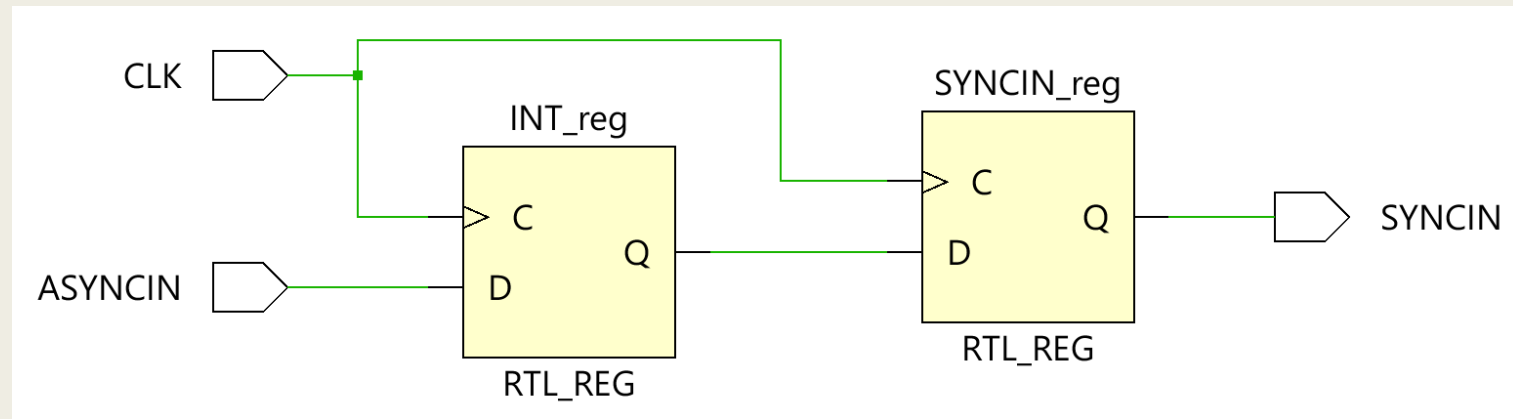 CLK
ASYNCIN
INT_reg
C
D
Q
RTL_REG
SYNCIN_reg
C
D
Q
RTL_REG
SYNCIN